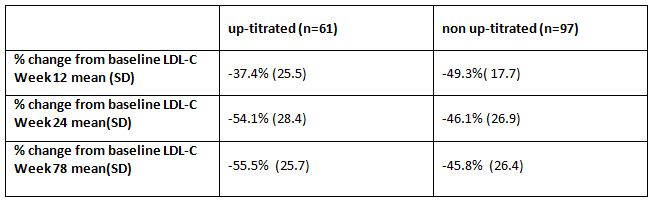 up-titrated (n=61) non up-titrated (n=97)
% change from baseline LDL-C
Week12 mean (SD) -37.4% (25.5) -49.3%( 17.7)
% change from baseline LDL-C
Week 24 mean(SD) -54.1% (28.4) -46.1% (26.9)
% change from baseline LDL-C
Week78 mean(SD) -55.5% (25.7) -45.8% (26.4)